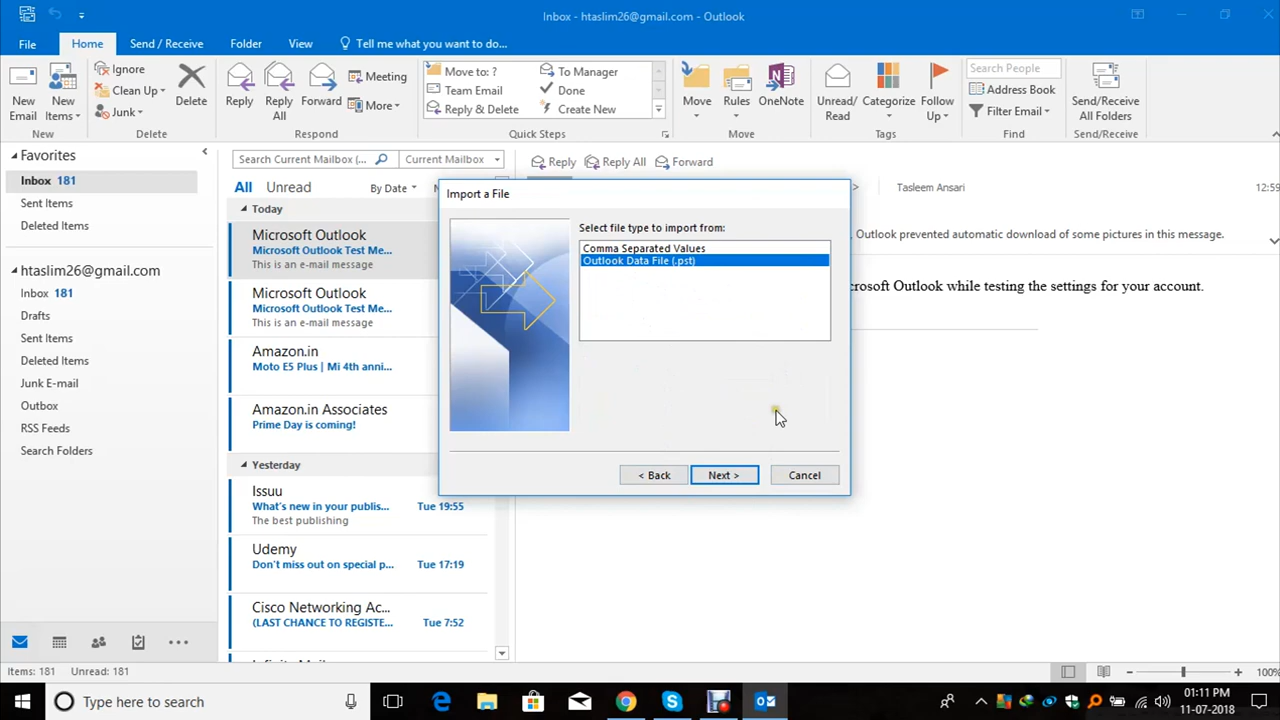 Inbox - htaslim26@gmail.com - Outlook
File Home Send / Receive Folder View Tell me what you want to do...
Ignore
Clean Up
Junk
Delete
New Email
New Items
Reply
Reply All
Forward
Meeting
More
Move to: ?
Team Email
Reply & Delete
To Manager
Done
Create New
Move
Rules
OneNote
Unread/ Read
Categorize
Follow Up
Search People
Address Book
Filter Email
Send/Receive All Folders
New Delete Respond Quick Steps Move Tags Find Send/Receive
Favorites
Inbox 181
Sent Items
Deleted Items
htaslim26@gmail.com
Inbox 181
Drafts
Sent Items
Deleted Items
Junk E-mail
Outbox
RSS Feeds
Search Folders
Search Current Mailbox (... Current Mailbox
All Unread By Date
Today
Microsoft Outlook
Microsoft Outlook Test Me...
This is an e-mail message
Microsoft Outlook
Microsoft Outlook Test Me...
This is an e-mail message
Amazon.in
Moto E5 Plus | Mi 4th anni...
Amazon.in Associates
Prime Day is coming!
Yesterday
Issuu
What's new in your publis... Tue 19:55
The best publishing
Udemy
Don't miss out on special p... Tue 17:19
Cisco Networking Ac...
(LAST CHANCE TO REGISTE... Tue 7:52
Reply Reply All Forward
> Tasleem Ansari 12:59
Outlook prevented automatic download of some pictures in this message.
crosoft Outlook while testing the settings for your account.
Import a File
Select file type to import from:
Comma Separated Values
Outlook Data File (.pst)
< Back Next > Cancel
Items: 181 Unread: 181
100%
Type here to search
01:11 PM
11-07-2018